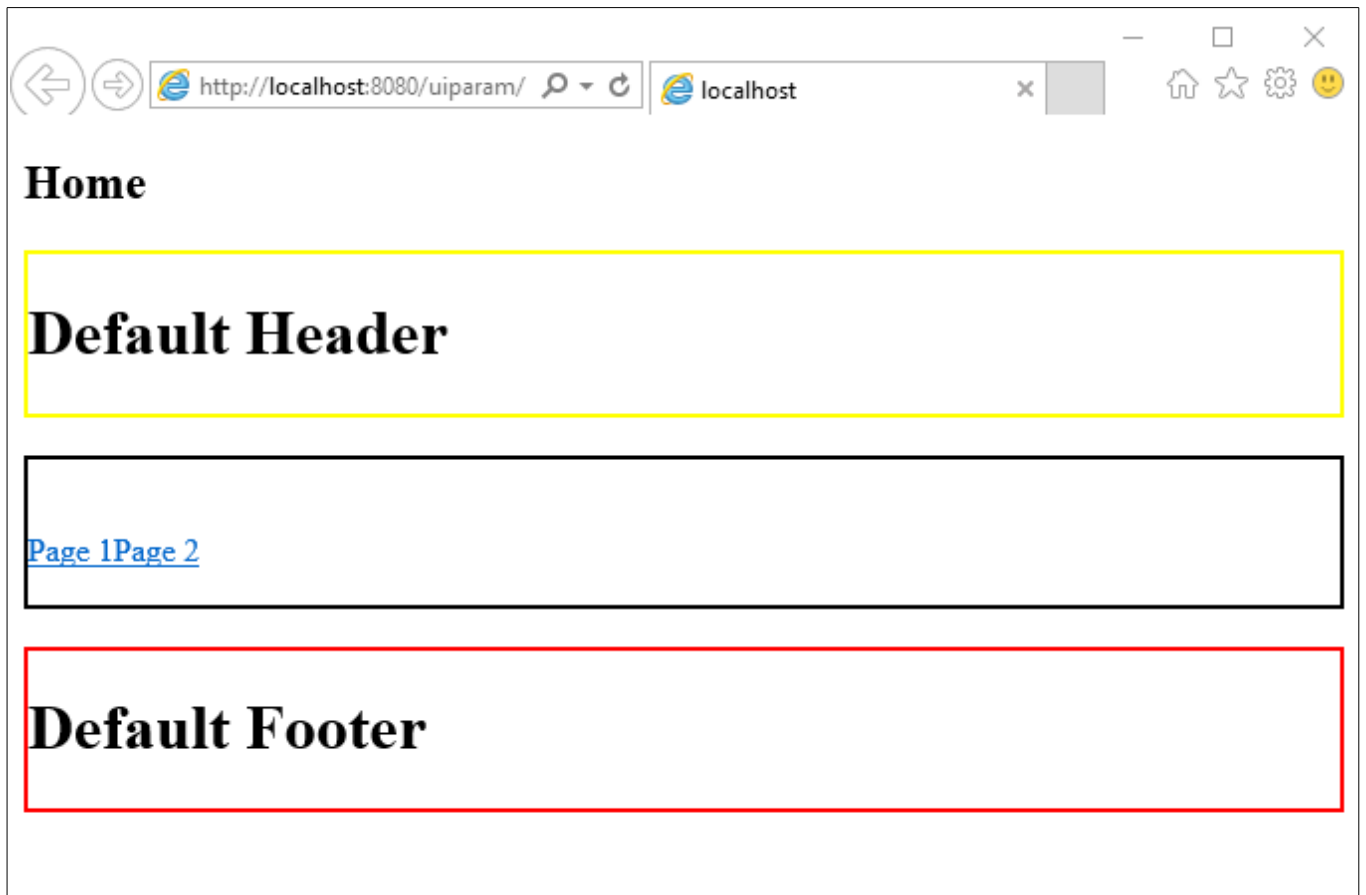 http://localhost:8080/uiparam/
localhost
Home
Default Header
Page 1Page 2
Default Footer